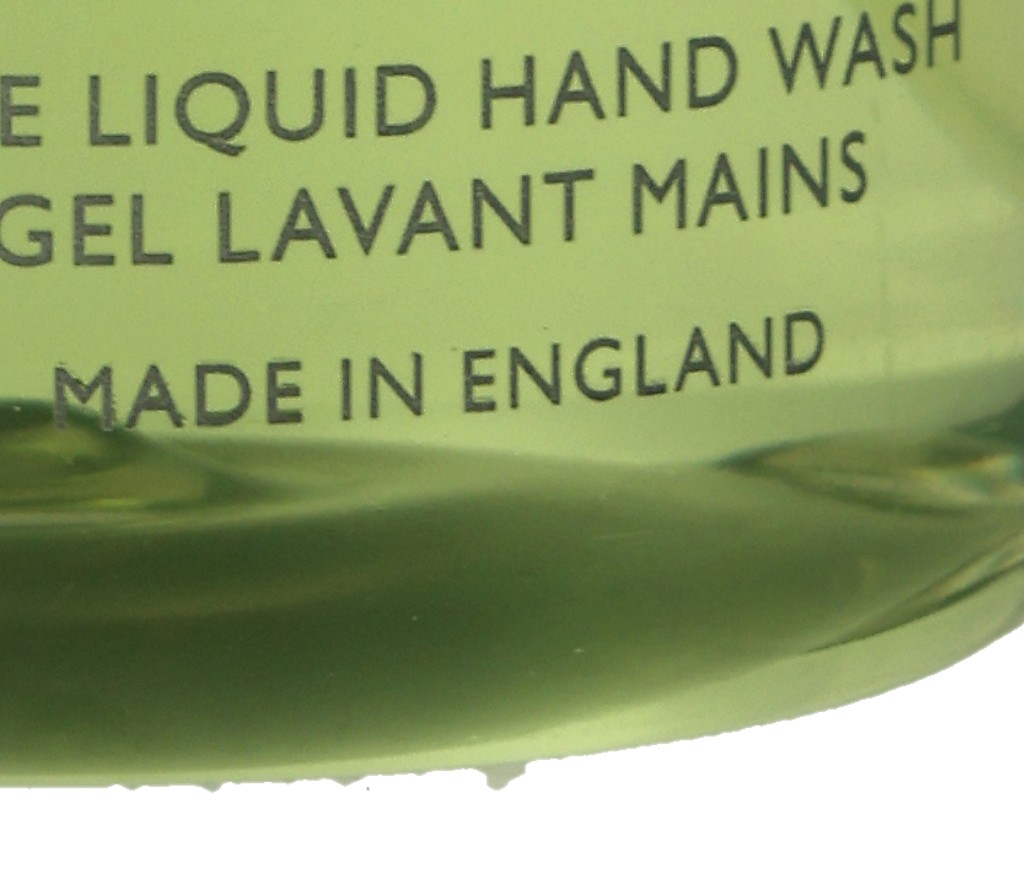 E LIQUID HAND WASH
GEL LAVANT MAINS
MADE IN ENGLAND